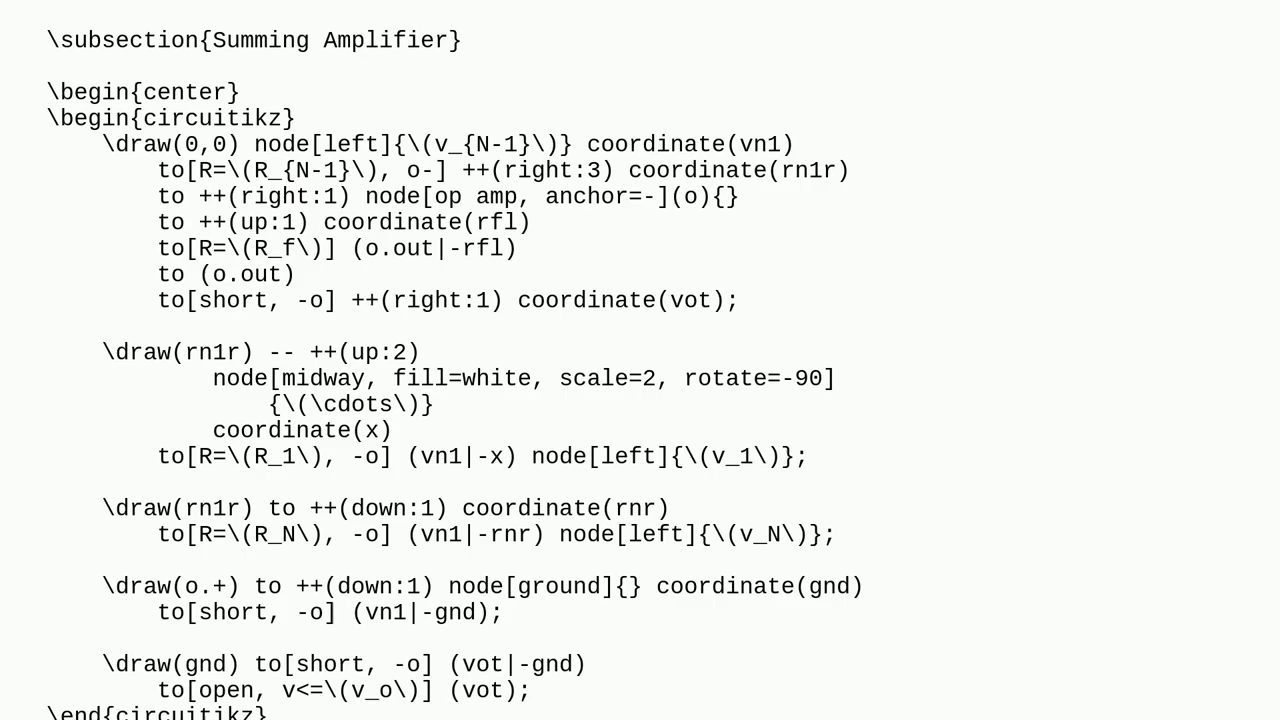 \subsection{Summing Amplifier}

\begin{center}
\begin{circuitikz}
    \draw(0,0) node[left]{\(v_{N-1}\)} coordinate(vn1)
        to[R=\(R_{N-1}\), o-] ++(right:3) coordinate(rn1r)
        to ++(right:1) node[op amp, anchor=-](o){}
        to ++(up:1) coordinate(rfl)
        to[R=\(R_f\)] (o.out|-rfl)
        to (o.out)
        to[short, -o] ++(right:1) coordinate(vot);

    \draw(rn1r) -- ++(up:2)
            node[midway, fill=white, scale=2, rotate=-90]
                {\(\cdots\)}
            coordinate(x)
        to[R=\(R_1\), -o] (vn1|-x) node[left]{\(v_1\)};

    \draw(rn1r) to ++(down:1) coordinate(rnr)
        to[R=\(R_N\), -o] (vn1|-rnr) node[left]{\(v_N\)};

    \draw(o.+) to ++(down:1) node[ground]{} coordinate(gnd)
        to[short, -o] (vn1|-gnd);

    \draw(gnd) to[short, -o] (vot|-gnd)
        to[open, v<=\(v_o\)] (vot);
\end{circuitikz}